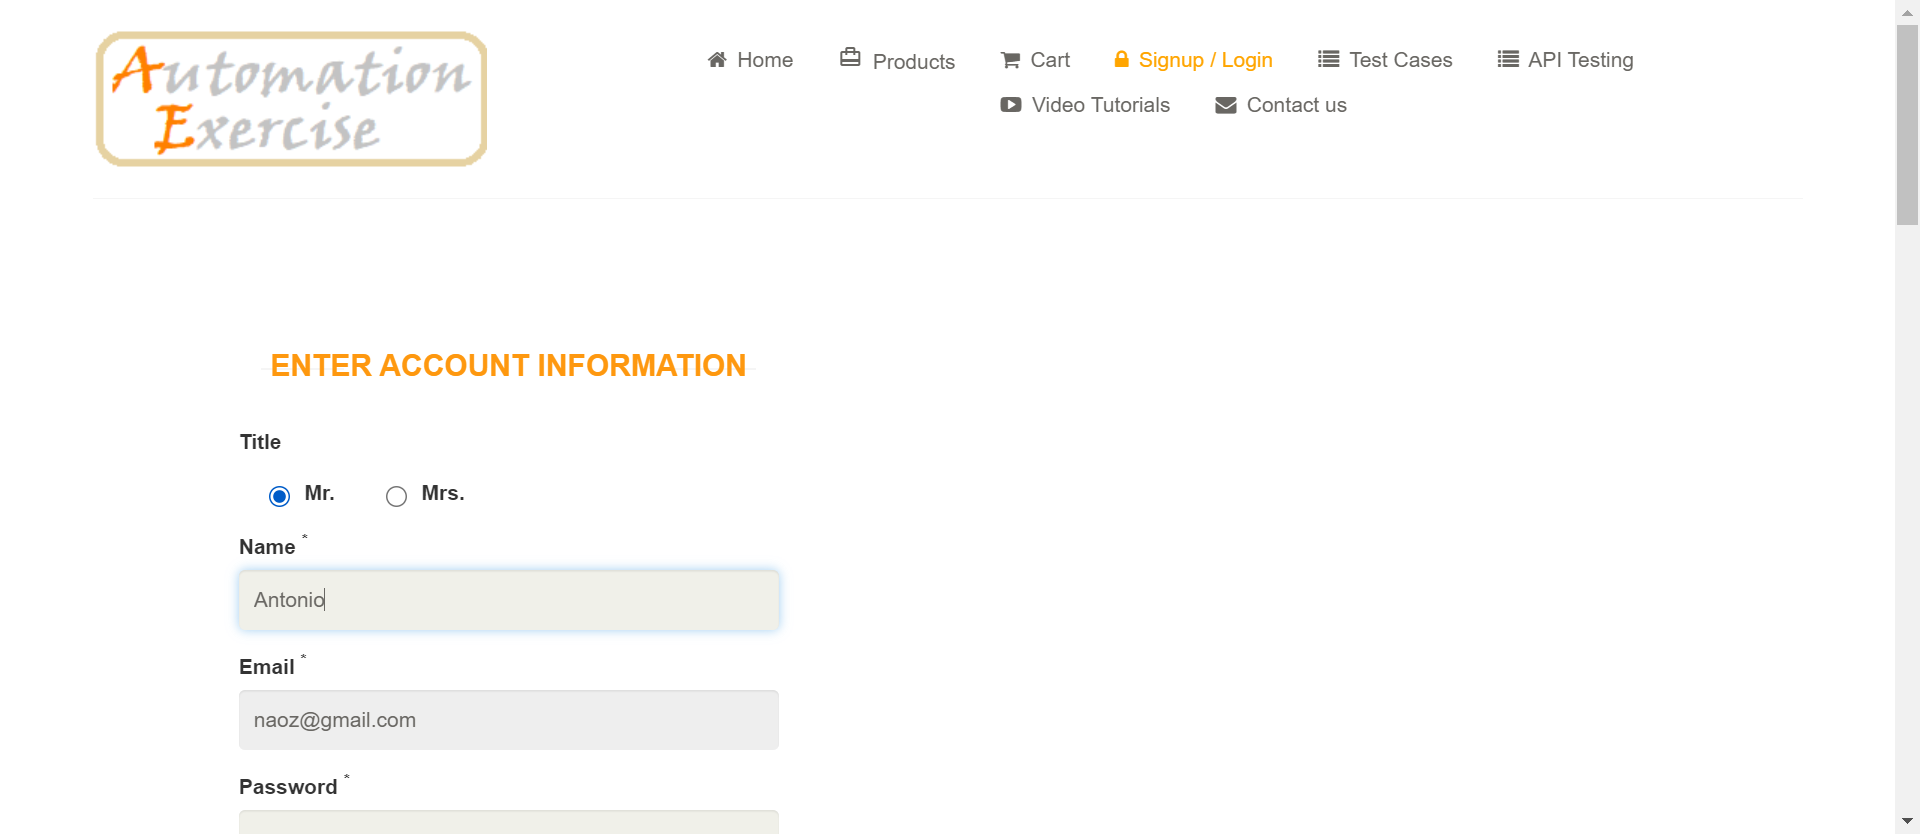 Automation
Exercise
Home
Products
Cart
Signup / Login
Test Cases
API Testing
Video Tutorials
Contact us
ENTER ACCOUNT INFORMATION
Title
Mr.
Mrs.
Name *
Antonio
Email *
naoz@gmail.com
Password *